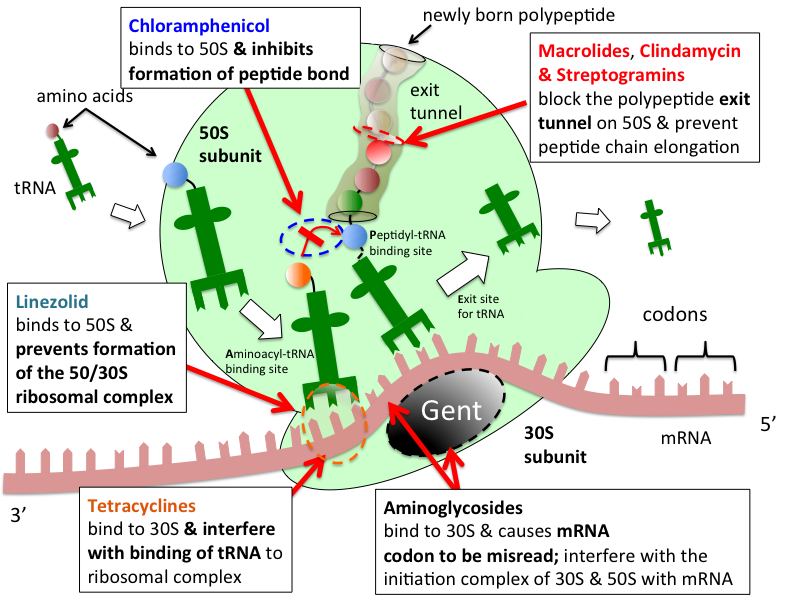 newly born polypeptide
Chloramphenicol
binds to 50S & inhibits
formation of peptide bond
Macrolides, Clindamycin
& Streptogramins
block the polypeptide exit
tunnel on 50S & prevent
peptide chain elongation
exit
tunnel
amino acids
50S
subunit
tRNA
Peptidyl-tRNA
binding site
Linezolid
binds to 50S &
prevents formation
of the 50/30S
ribosomal complex
Exit site
for tRNA
codons
Aminoacyl-tRNA
binding site
Gent
5’
mRNA
30S
subunit
3’
Tetracyclines
bind to 30S & interfere
with binding of tRNA to
ribosomal complex
Aminoglycosides
bind to 30S & causes mRNA
codon to be misread; interfere with the
initiation complex of 30S & 50S with mRNA